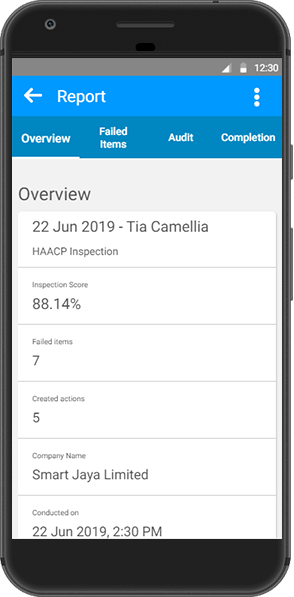 12:30
Report
Overview
Failed
Items
Audit
Completion
Overview
22 Jun 2019 - Tia Camellia
HAACP Inspection
Inspection Score
88.14%
Failed items
7
Created actions
5
Company Name
Smart Jaya Limited
Conducted on
22 Jun 2019, 2:30 PM